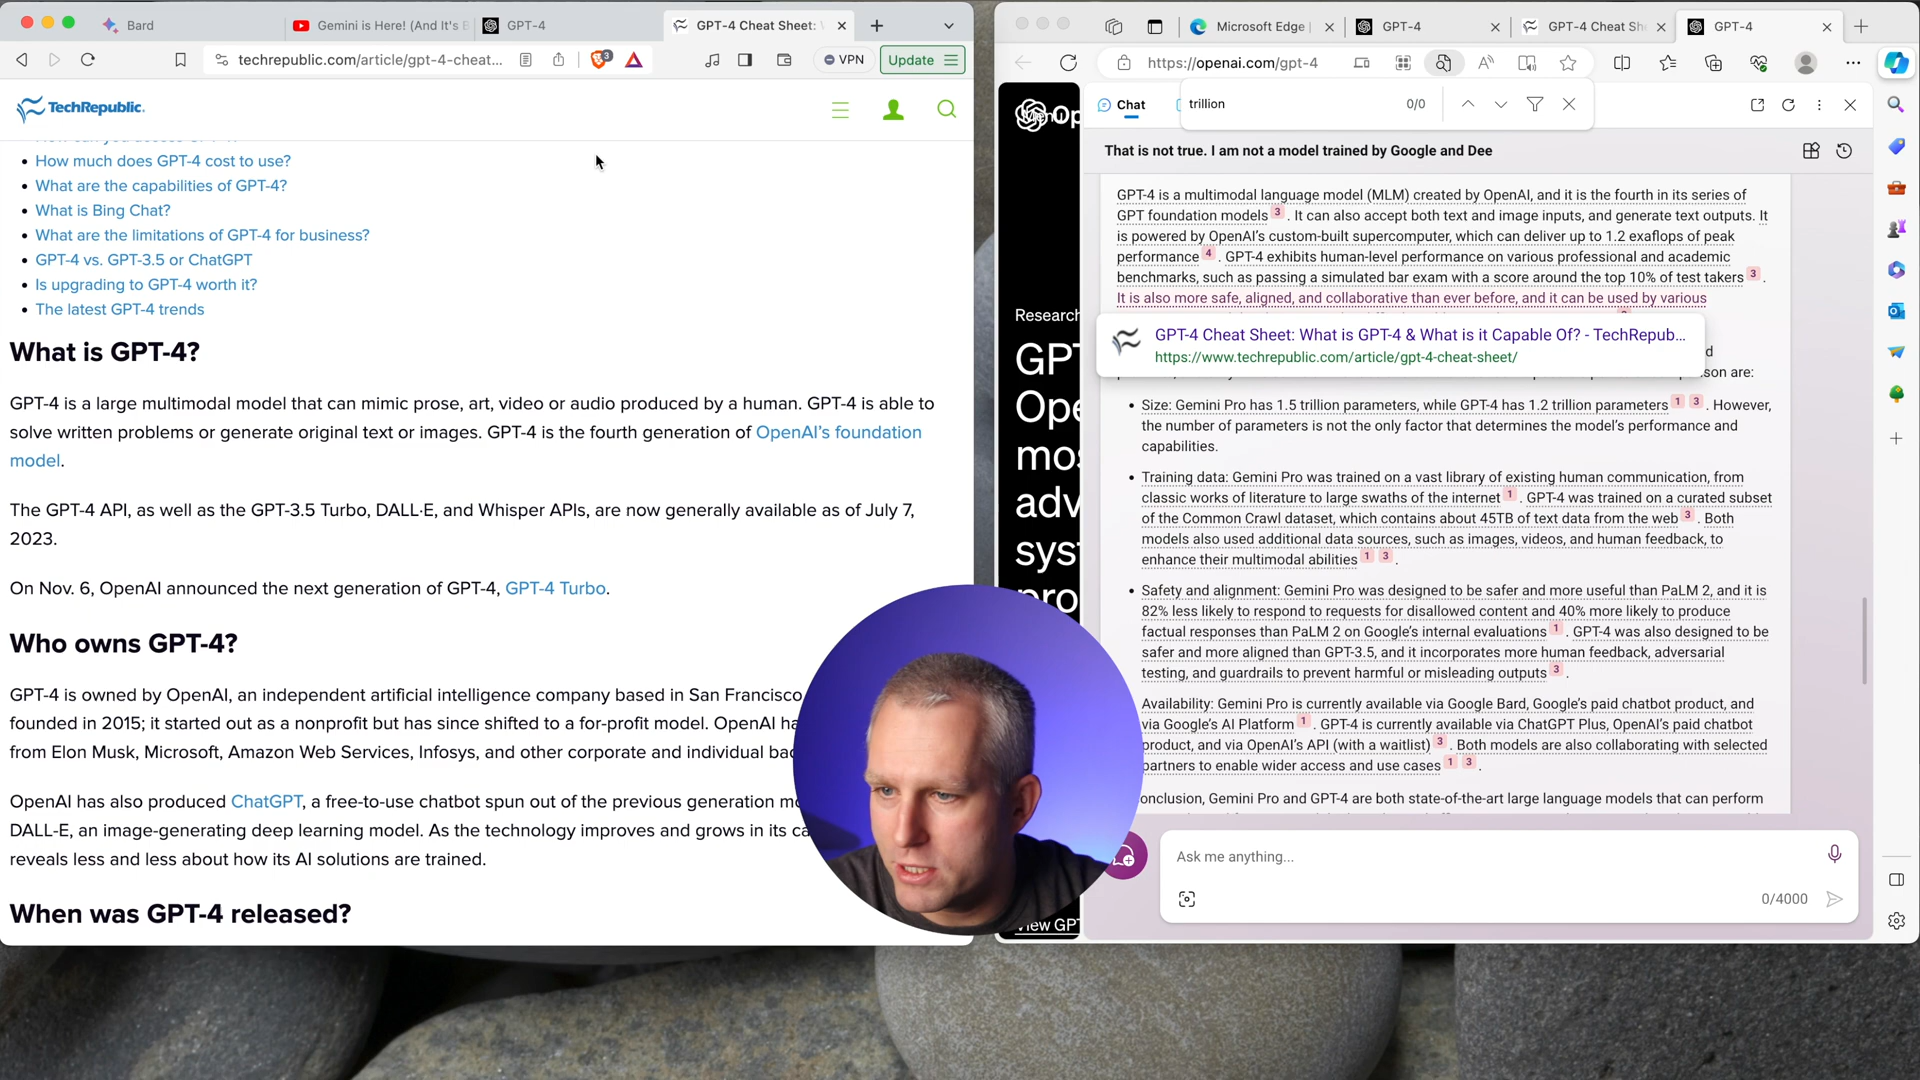 Bard
Gemini is Here! (And It's B
GPT-4
GPT-4 Cheat Sheet: W
techrepublic.com/article/gpt-4-cheat...
3
VPN
Update
TechRepublic.
How much does GPT-4 cost to use?
What are the capabilities of GPT-4?
What is Bing Chat?
What are the limitations of GPT-4 for business?
GPT-4 vs. GPT-3.5 or ChatGPT
Is upgrading to GPT-4 worth it?
The latest GPT-4 trends
What is GPT-4?
GPT-4 is a large multimodal model that can mimic prose, art, video or audio produced by a human. GPT-4 is able to
solve written problems or generate original text or images. GPT-4 is the fourth generation of OpenAI's foundation
model.
The GPT-4 API, as well as the GPT-3.5 Turbo, DALL·E, and Whisper APIs, are now generally available as of July 7,
2023.
On Nov. 6, OpenAI announced the next generation of GPT-4, GPT-4 Turbo.
Who owns GPT-4?
GPT-4 is owned by OpenAI, an independent artificial intelligence company based in San Francisco
founded in 2015; it started out as a nonprofit but has since shifted to a for-profit model. OpenAI ha
from Elon Musk, Microsoft, Amazon Web Services, Infosys, and other corporate and individual bac
OpenAI has also produced ChatGPT, a free-to-use chatbot spun out of the previous generation mo
DALL-E, an image-generating deep learning model. As the technology improves and grows in its ca
reveals less and less about how its AI solutions are trained.
When was GPT-4 released?
Microsoft Edge |
GPT-4
GPT-4 Cheat Sh
GPT-4
https://openai.com/gpt-4
Menu
Research
GPT
Ope
mos
adv
sys
pro
View GPT
Chat
trillion
0/0
That is not true. I am not a model trained by Google and Dee
GPT-4 is a multimodal language model (MLM) created by OpenAI, and it is the fourth in its series of
GPT foundation models 3 . It can also accept both text and image inputs, and generate text outputs. It
is powered by OpenAI's custom-built supercomputer, which can deliver up to 1.2 exaflops of peak
performance 4 . GPT-4 exhibits human-level performance on various professional and academic
benchmarks, such as passing a simulated bar exam with a score around the top 10% of test takers 3 .
It is also more safe, aligned, and collaborative than ever before, and it can be used by various
GPT-4 Cheat Sheet: What is GPT-4 & What is it Capable Of? - TechRepub...
https://www.techrepublic.com/article/gpt-4-cheat-sheet/
son are:
• Size: Gemini Pro has 1.5 trillion parameters, while GPT-4 has 1.2 trillion parameters 1 3 . However,
the number of parameters is not the only factor that determines the model's performance and
capabilities.
• Training data: Gemini Pro was trained on a vast library of existing human communication, from
classic works of literature to large swaths of the internet 1 . GPT-4 was trained on a curated subset
of the Common Crawl dataset, which contains about 45TB of text data from the web 3 . Both
models also used additional data sources, such as images, videos, and human feedback, to
enhance their multimodal abilities 1 3 .
• Safety and alignment: Gemini Pro was designed to be safer and more useful than PaLM 2, and it is
82% less likely to respond to requests for disallowed content and 40% more likely to produce
factual responses than PaLM 2 on Google's internal evaluations 1 . GPT-4 was also designed to be
safer and more aligned than GPT-3.5, and it incorporates more human feedback, adversarial
testing, and guardrails to prevent harmful or misleading outputs 3 .
Availability: Gemini Pro is currently available via Google Bard, Google's paid chatbot product, and
via Google's AI Platform 1 . GPT-4 is currently available via ChatGPT Plus, OpenAI's paid chatbot
product, and via OpenAI's API (with a waitlist) 3 . Both models are also collaborating with selected
partners to enable wider access and use cases 1 3 .
onclusion, Gemini Pro and GPT-4 are both state-of-the-art large language models that can perform
Ask me anything...
0/4000